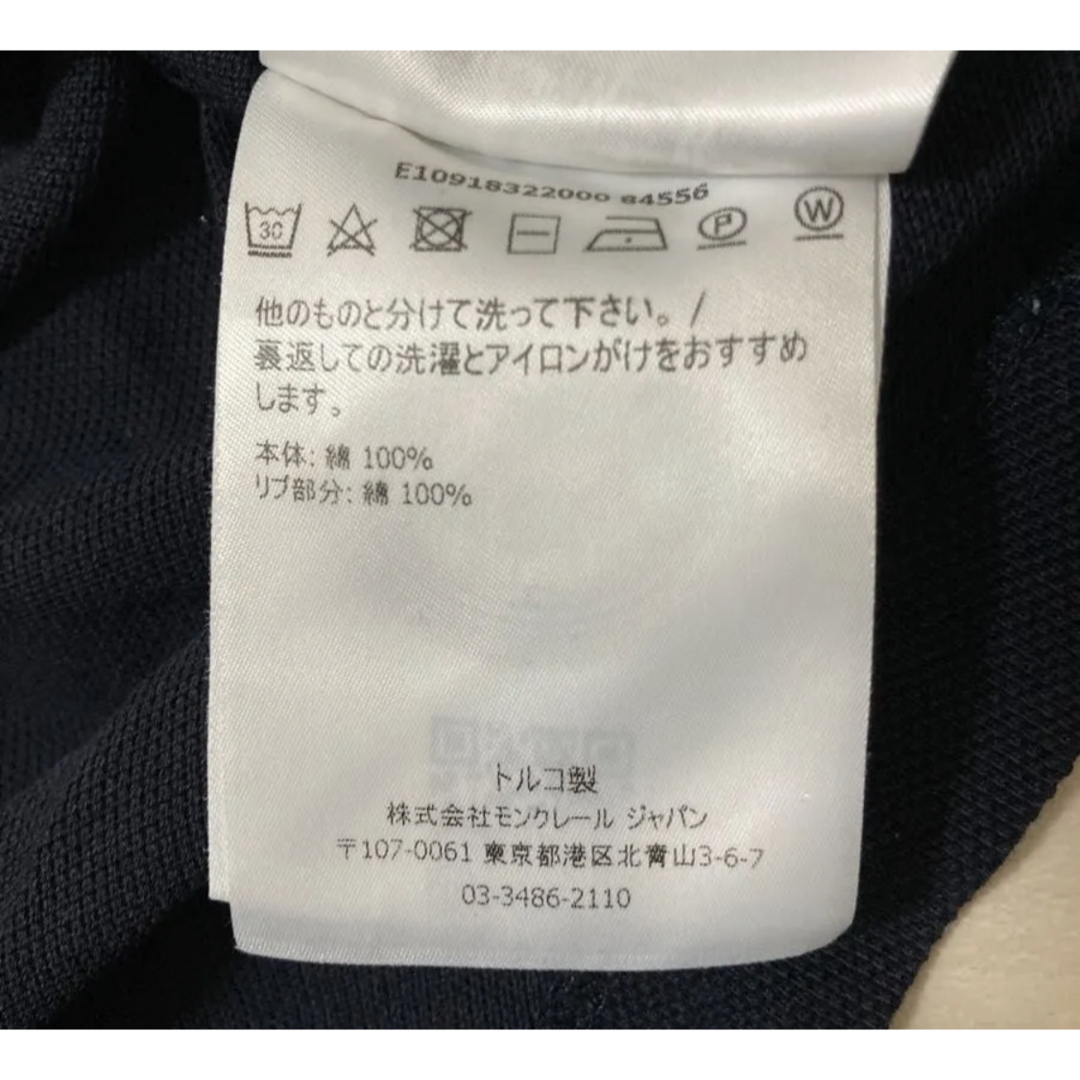 E10918322000 84556
30
P
W
他のものと分けて洗って下さい。/
裏返しての洗濯とアイロンがけをおすすめ
します。
本体: 綿 100%
リブ部分: 綿 100%
トルコ製
株式会社モンクレール ジャパン
〒107-0061 東京都港区北青山3-6-7
03-3486-2110